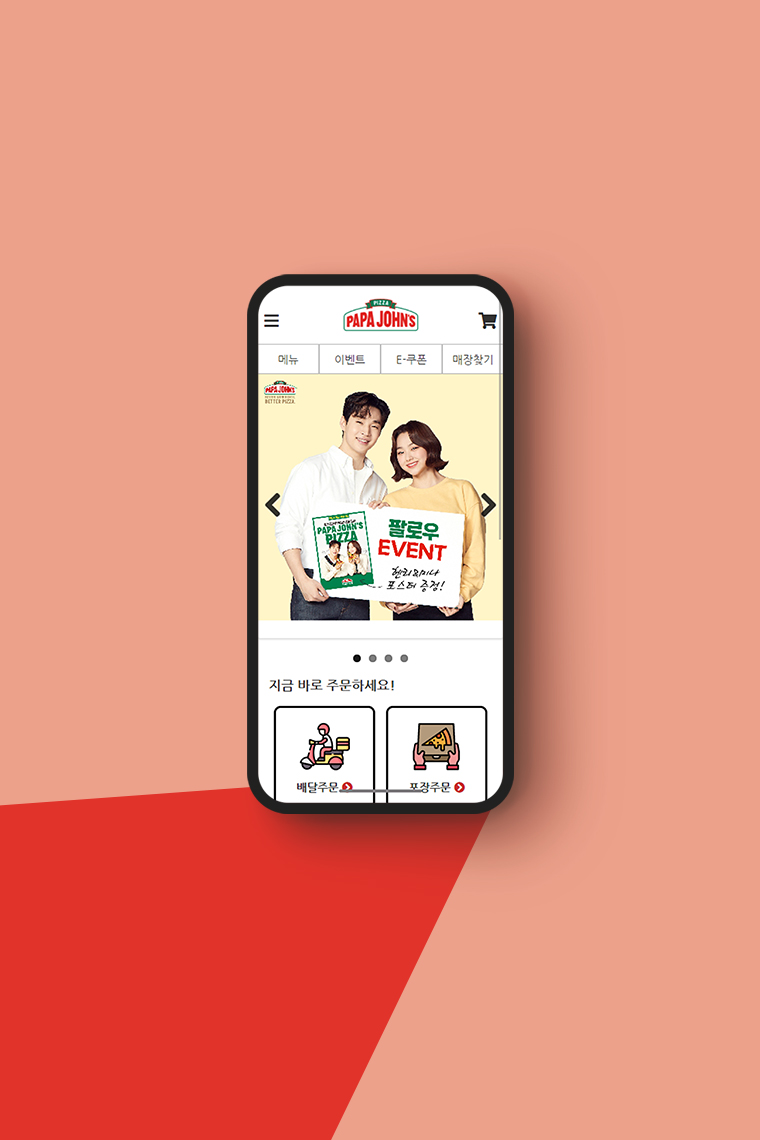 PIZZA
PAPA JOHN'S
메뉴
이벤트
E-쿠폰
매장찾기
PAPA JOHN'S
BETTER PIZZA.
PAPA JOHN'S
PIZZA
팔로우
EVENT
헨리&미나
포스터 증정!
지금 바로 주문하세요!
배달주문
포장주문